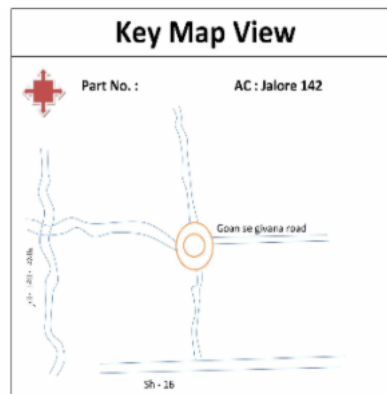 Key Map View
Part No. :
AC : Jalore 142
Goan se givana road
Sh - 16